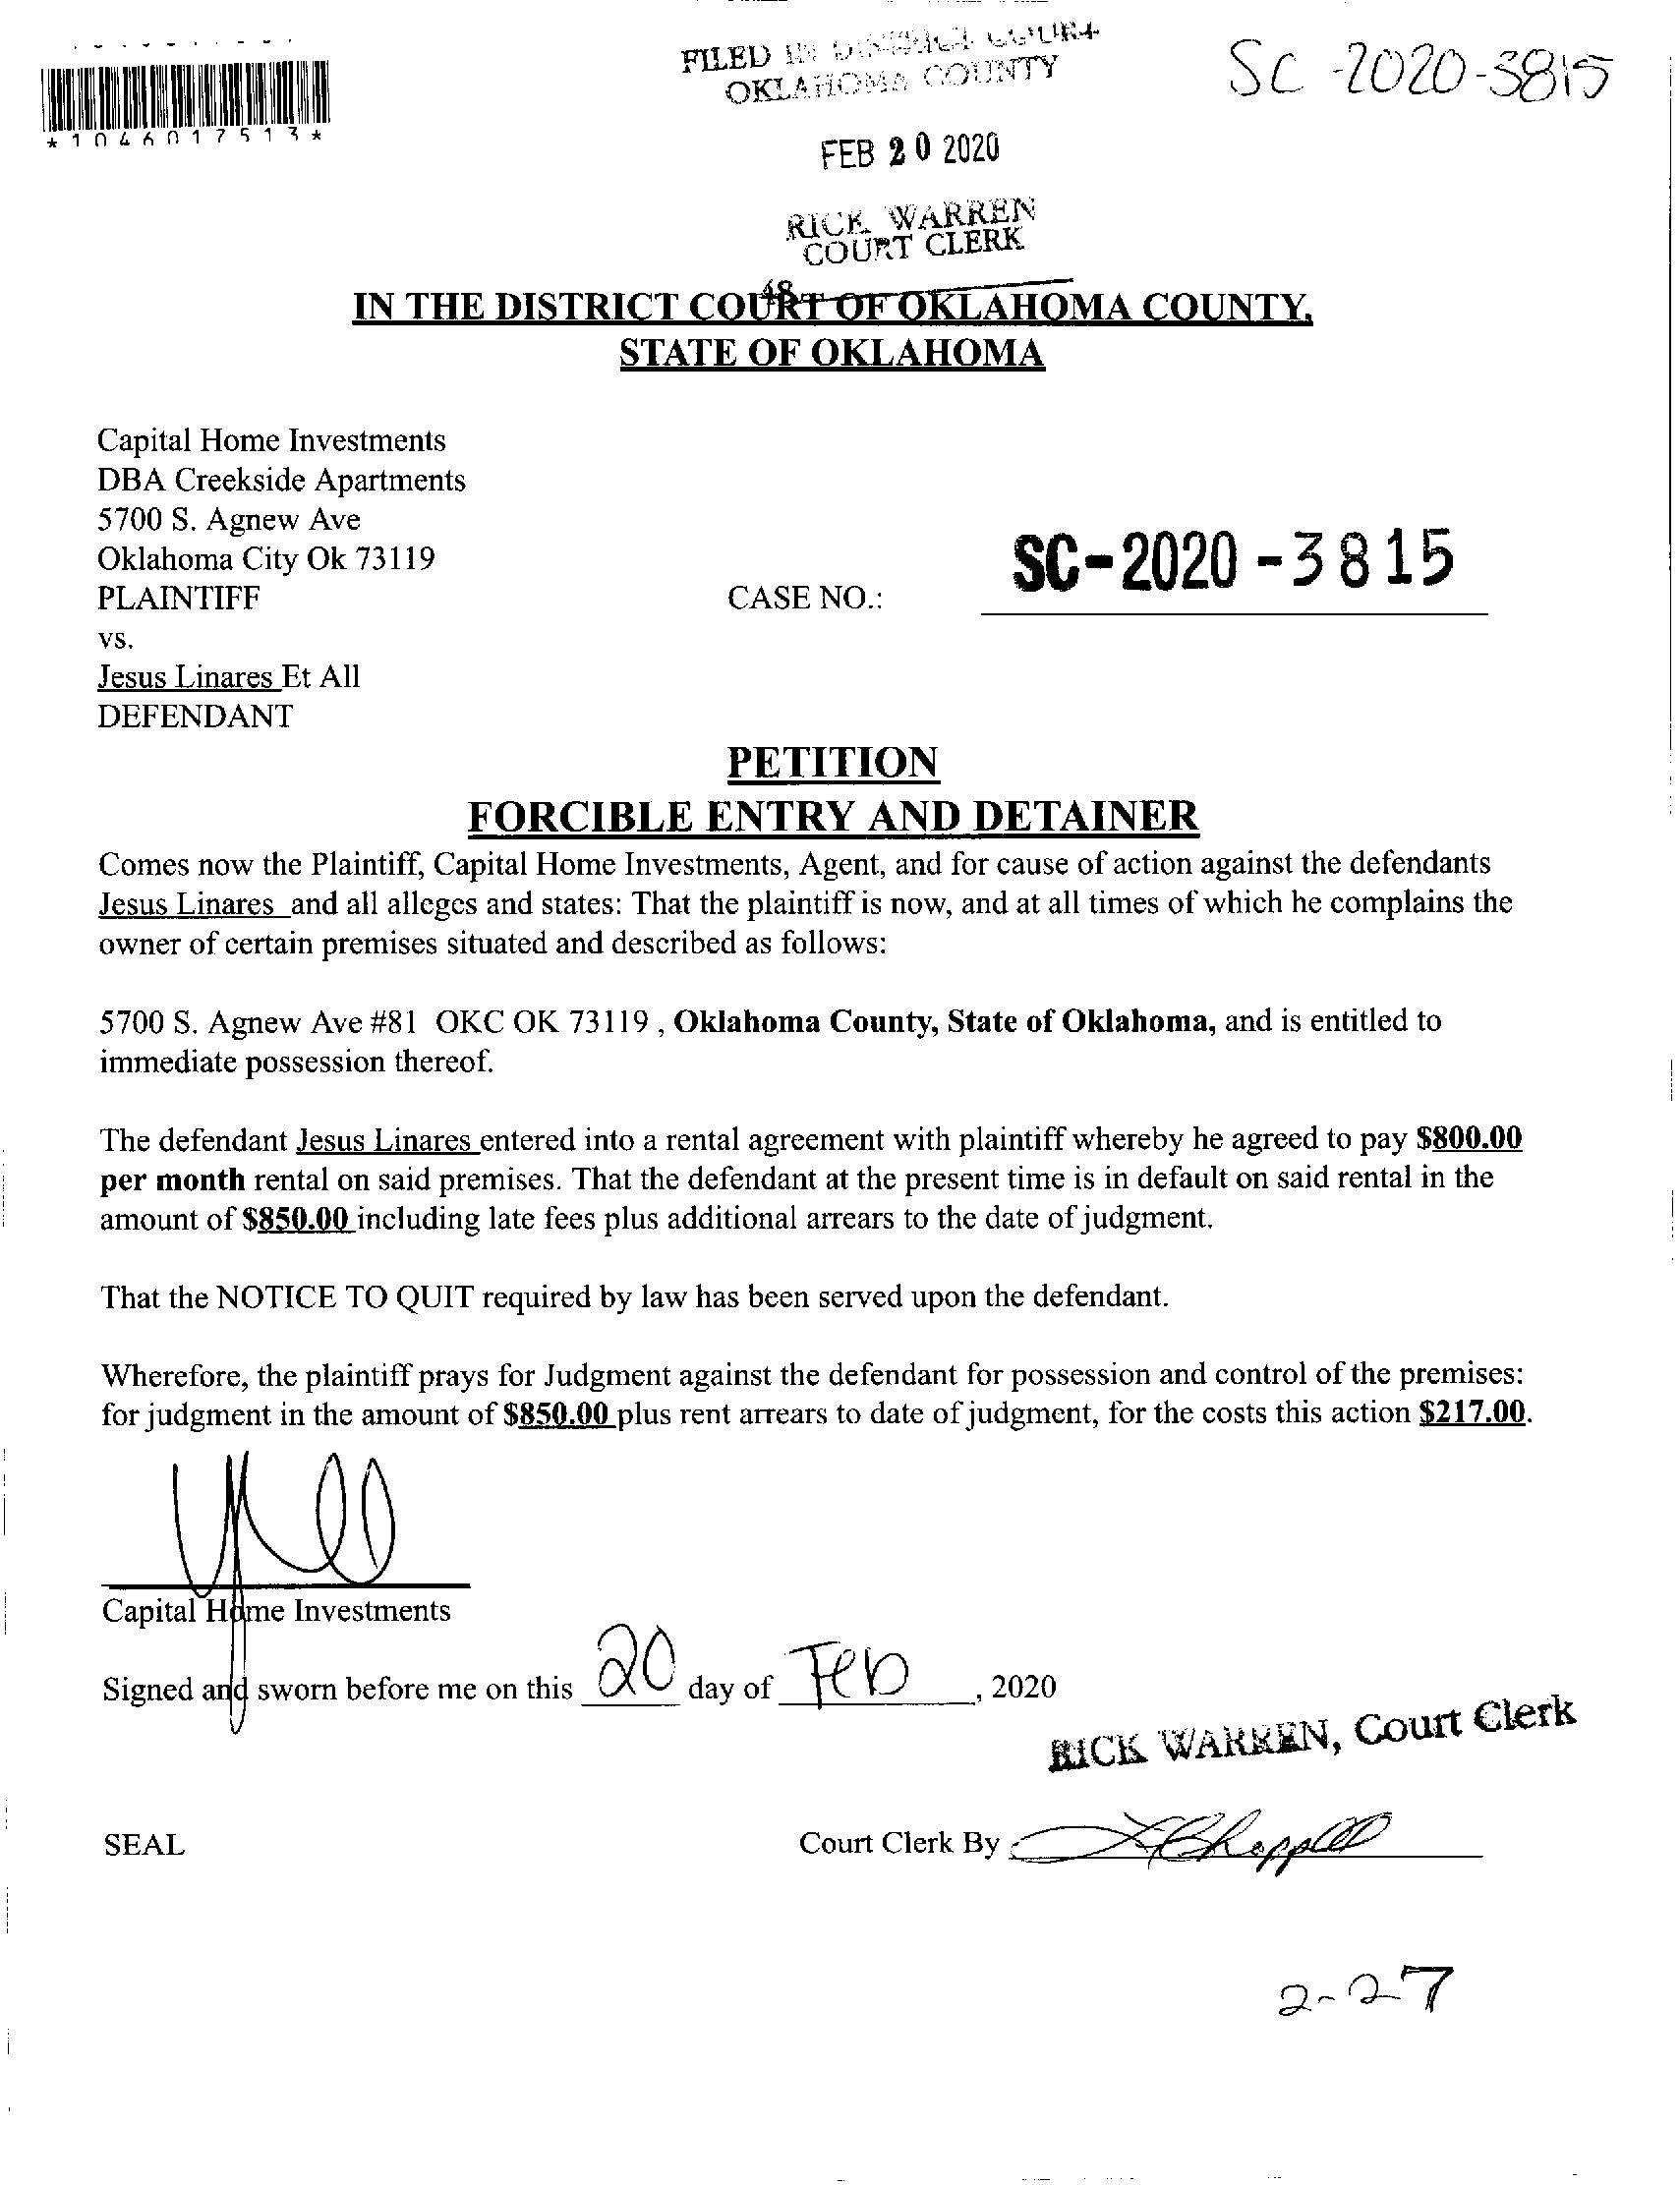 *1046017513*
FILED IN DISTRICT COURT
OKLAHOMA COUNTY
SC-2020-3815
FEB 20 2020
RICK WARREN
COURT CLERK
48
IN THE DISTRICT COURT OF OKLAHOMA COUNTY,
STATE OF OKLAHOMA
Capital Home Investments
DBA Creekside Apartments
5700 S. Agnew Ave
Oklahoma City Ok 73119
PLAINTIFF
CASE NO.: SC-2020-3815
vs.
Jesus Linares Et All
DEFENDANT
PETITION
FORCIBLE ENTRY AND DETAINER
Comes now the Plaintiff, Capital Home Investments, Agent, and for cause of action against the defendants
Jesus Linares and all alleges and states: That the plaintiff is now, and at all times of which he complains the
owner of certain premises situated and described as follows:
5700 S. Agnew Ave #81 OKC OK 73119 , Oklahoma County, State of Oklahoma, and is entitled to
immediate possession thereof.
The defendant Jesus Linares entered into a rental agreement with plaintiff whereby he agreed to pay $800.00
per month rental on said premises. That the defendant at the present time is in default on said rental in the
amount of $850.00 including late fees plus additional arrears to the date of judgment.
That the NOTICE TO QUIT required by law has been served upon the defendant.
Wherefore, the plaintiff prays for Judgment against the defendant for possession and control of the premises:
for judgment in the amount of $850.00 plus rent arrears to date of judgment, for the costs this action $217.00.
Capital Home Investments
Signed and sworn before me on this 20 day of Feb, 2020
RICK WARREN, Court Clerk
SEAL
Court Clerk By
2-27